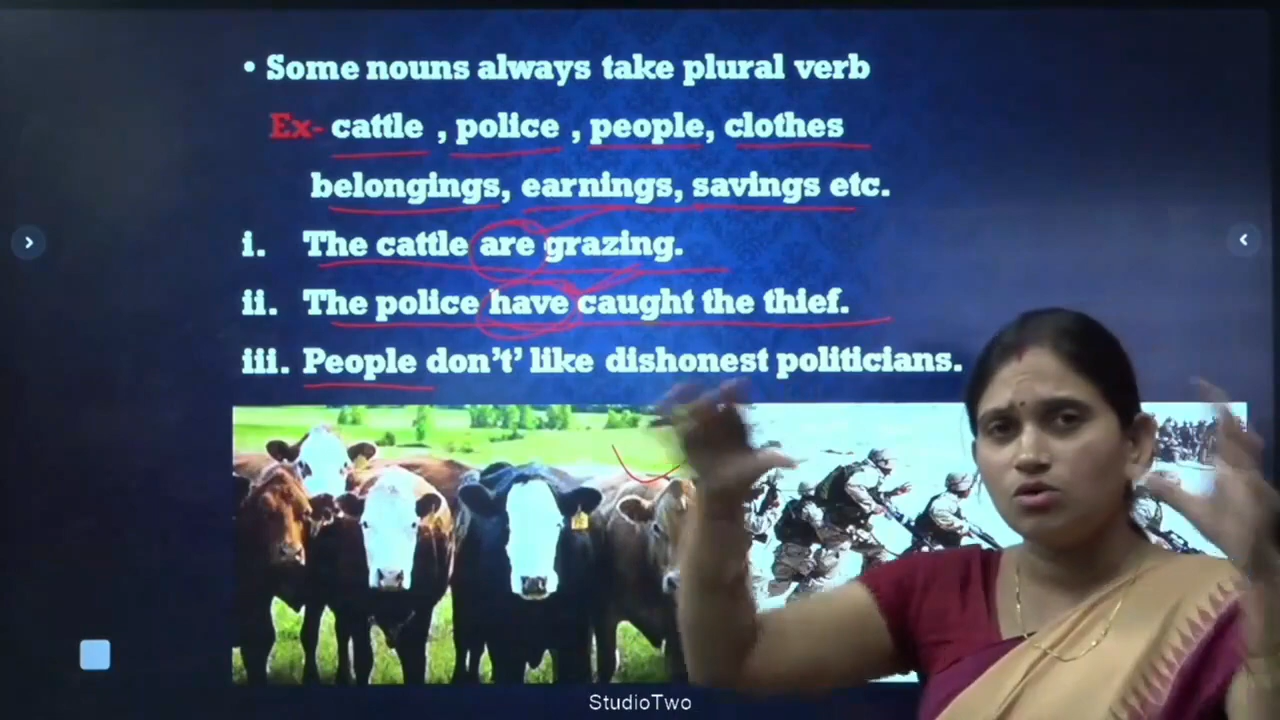 • Some nouns always take plural verb
Ex- cattle , police , people, clothes
belongings, earnings, savings etc.
i. The cattle are grazing.
ii. The police have caught the thief.
iii. People don't' like dishonest politicians.
StudioTwo